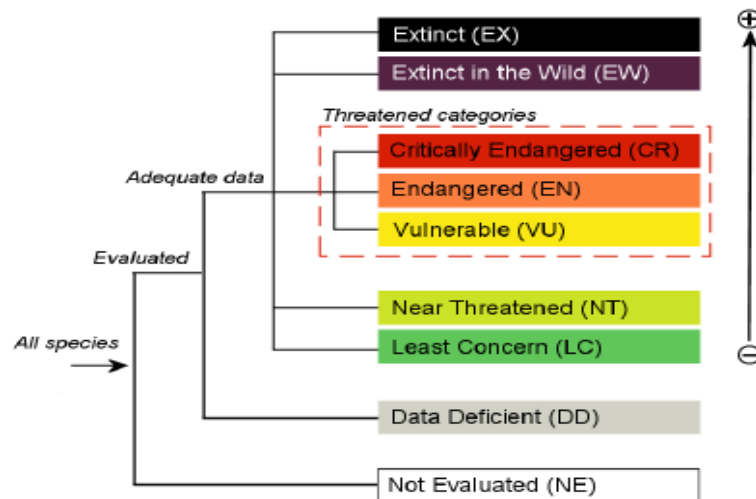 Extinct (EX)
Extinct in the Wild (EW)
Threatened categories
Critically Endangered (CR)
Adequate data
Endangered (EN)
Vulnerable (VU)
Evaluated
Near Threatened (NT)
All species
Least Concern (LC)
Data Deficient (DD)
Not Evaluated (NE)
+
−